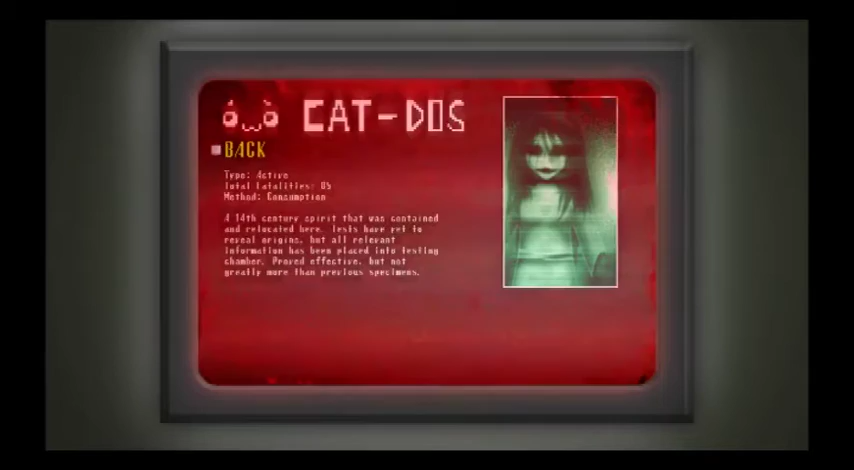 CAT-DOS
BACK
Type: Active
Total Fatalities: 05
Method: Consumption
A 14th century spirit that was contained
and relocated here. Tests have yet to
reveal origins, but all relevant
information has been placed into testing
chamber. Proved effective, but not
greatly more than previous specimens.